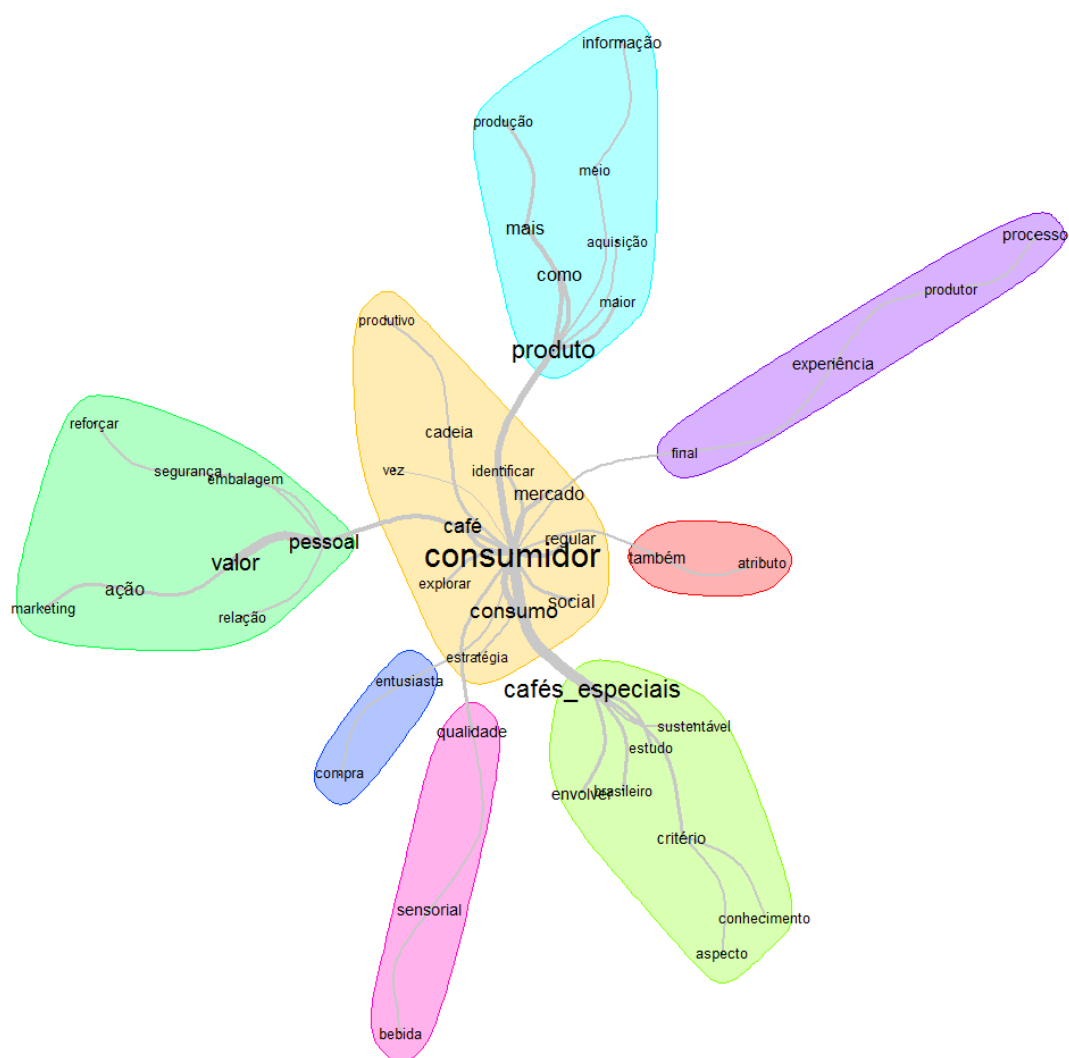 informação
produção
meio
mais
processo
aquisição
como
produtor
maior
produtivo
produto
experiência
reforçar
cadeia
final
segurança
vez
identificar
embalagem
mercado
café
pessoal
regular
valor
consumidor
também
atributo
explorar
ação
social
marketing
consumo
relação
estratégia
entusiasta
cafés_especiais
qualidade
sustentável
estudo
compra
envolver
brasileiro
critério
sensorial
conhecimento
aspecto
bebida